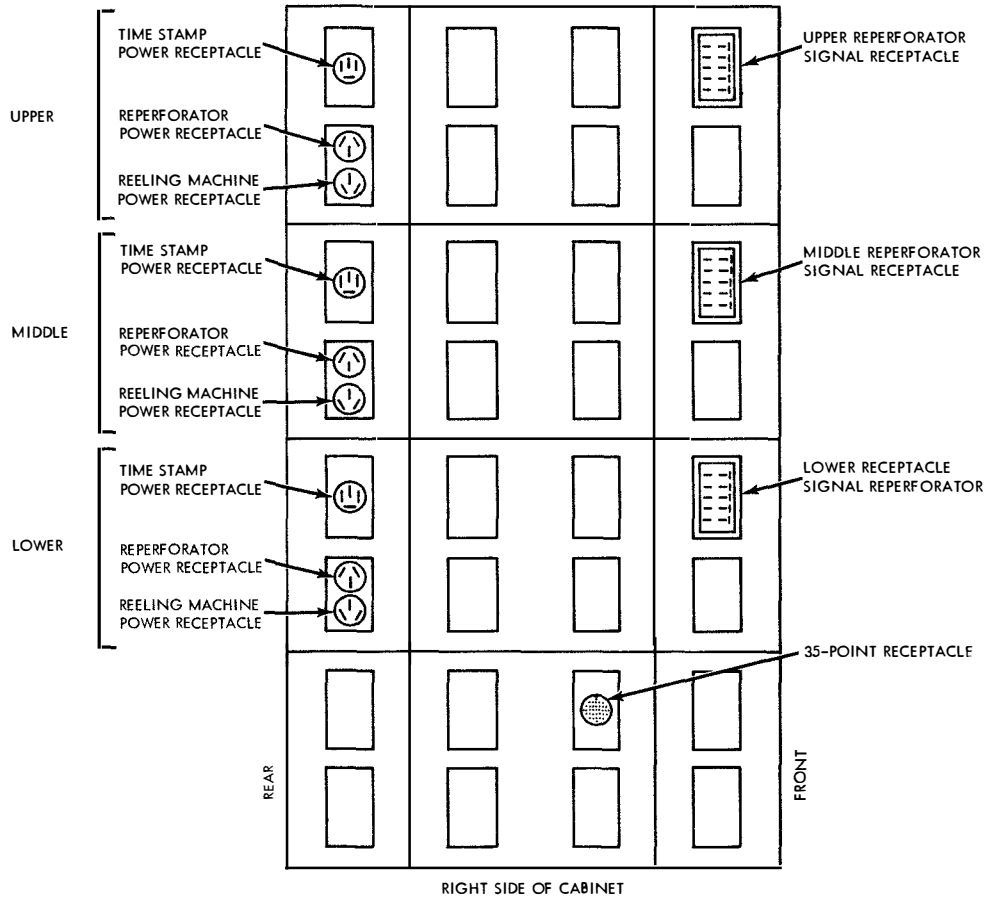 TIME STAMP
POWER RECEPTACLE
UPPER REPERFORATOR
SIGNAL RECEPTACLE
UPPER
REPERFORATOR
POWER RECEPTACLE
REELING MACHINE
POWER RECEPTACLE
TIME STAMP
POWER RECEPTACLE
MIDDLE REPERFORATOR
SIGNAL RECEPTACLE
MIDDLE
REPERFORATOR
POWER RECEPTACLE
REELING MACHINE
POWER RECEPTACLE
TIME STAMP
POWER RECEPTACLE
LOWER RECEPTACLE
SIGNAL REPERFORATOR
LOWER
REPERFORATOR
POWER RECEPTACLE
REELING MACHINE
POWER RECEPTACLE
35-POINT RECEPTACLE
REAR
FRONT
RIGHT SIDE OF CABINET